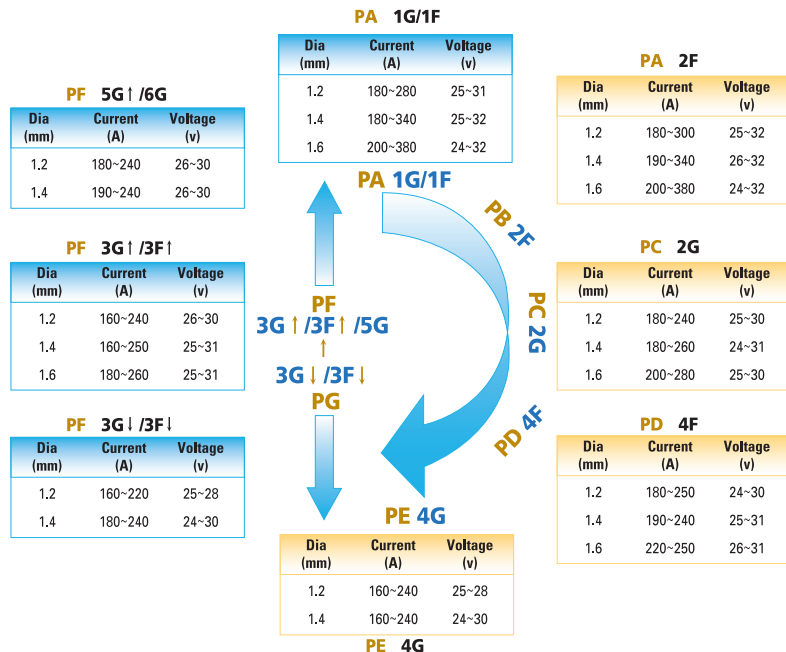 PA 1G/1F
Dia (mm) Current (A) Voltage (v)
1.2 180~280 25~31
1.4 180~340 25~32
1.6 200~380 24~32
PA 2F
Dia (mm) Current (A) Voltage (v)
1.2 180~300 25~32
1.4 190~340 26~32
1.6 200~380 24~32
PF 5G↑/6G
Dia (mm) Current (A) Voltage (v)
1.2 180~240 26~30
1.4 190~240 26~30
PA 1G/1F
PB 2F
PC 2G
PD 4F
PE 4G
PF
3G↑/3F↑/5G
↑
3G↓/3F↓
PG
PF 3G↑/3F↑
Dia (mm) Current (A) Voltage (v)
1.2 160~240 26~30
1.4 160~250 25~31
1.6 180~260 25~31
PC 2G
Dia (mm) Current (A) Voltage (v)
1.2 180~240 25~30
1.4 180~260 24~31
1.6 200~280 25~30
PF 3G↓/3F↓
Dia (mm) Current (A) Voltage (v)
1.2 160~220 25~28
1.4 180~240 24~30
PD 4F
Dia (mm) Current (A) Voltage (v)
1.2 180~250 24~30
1.4 190~240 25~31
1.6 220~250 26~31
Dia (mm) Current (A) Voltage (v)
1.2 160~240 25~28
1.4 160~240 24~30
PE 4G